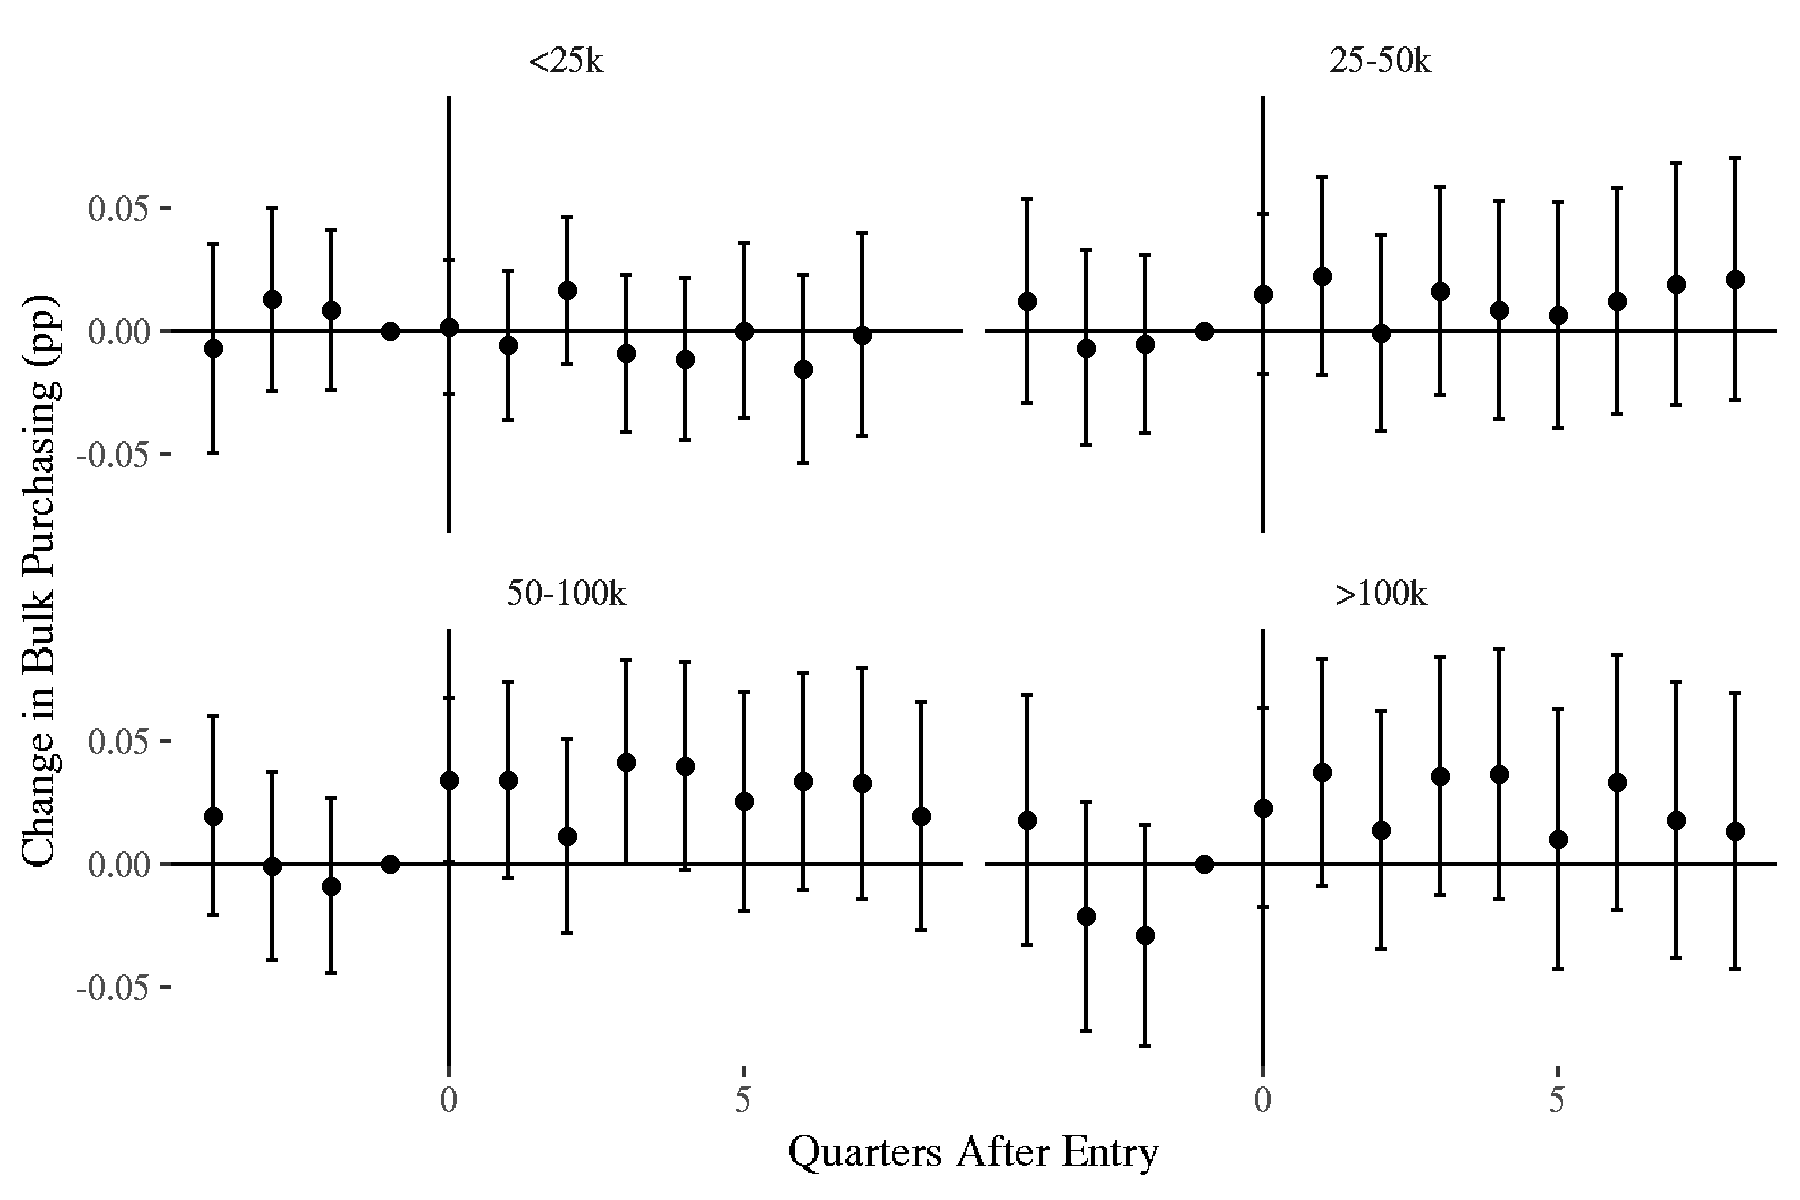 <25k
25-50k
0.05
0.00
-0.05
50-100k
>100k
0.05
0.00
-0.05
0
5
0
5
Quarters After Entry
Change in Bulk Purchasing (pp)